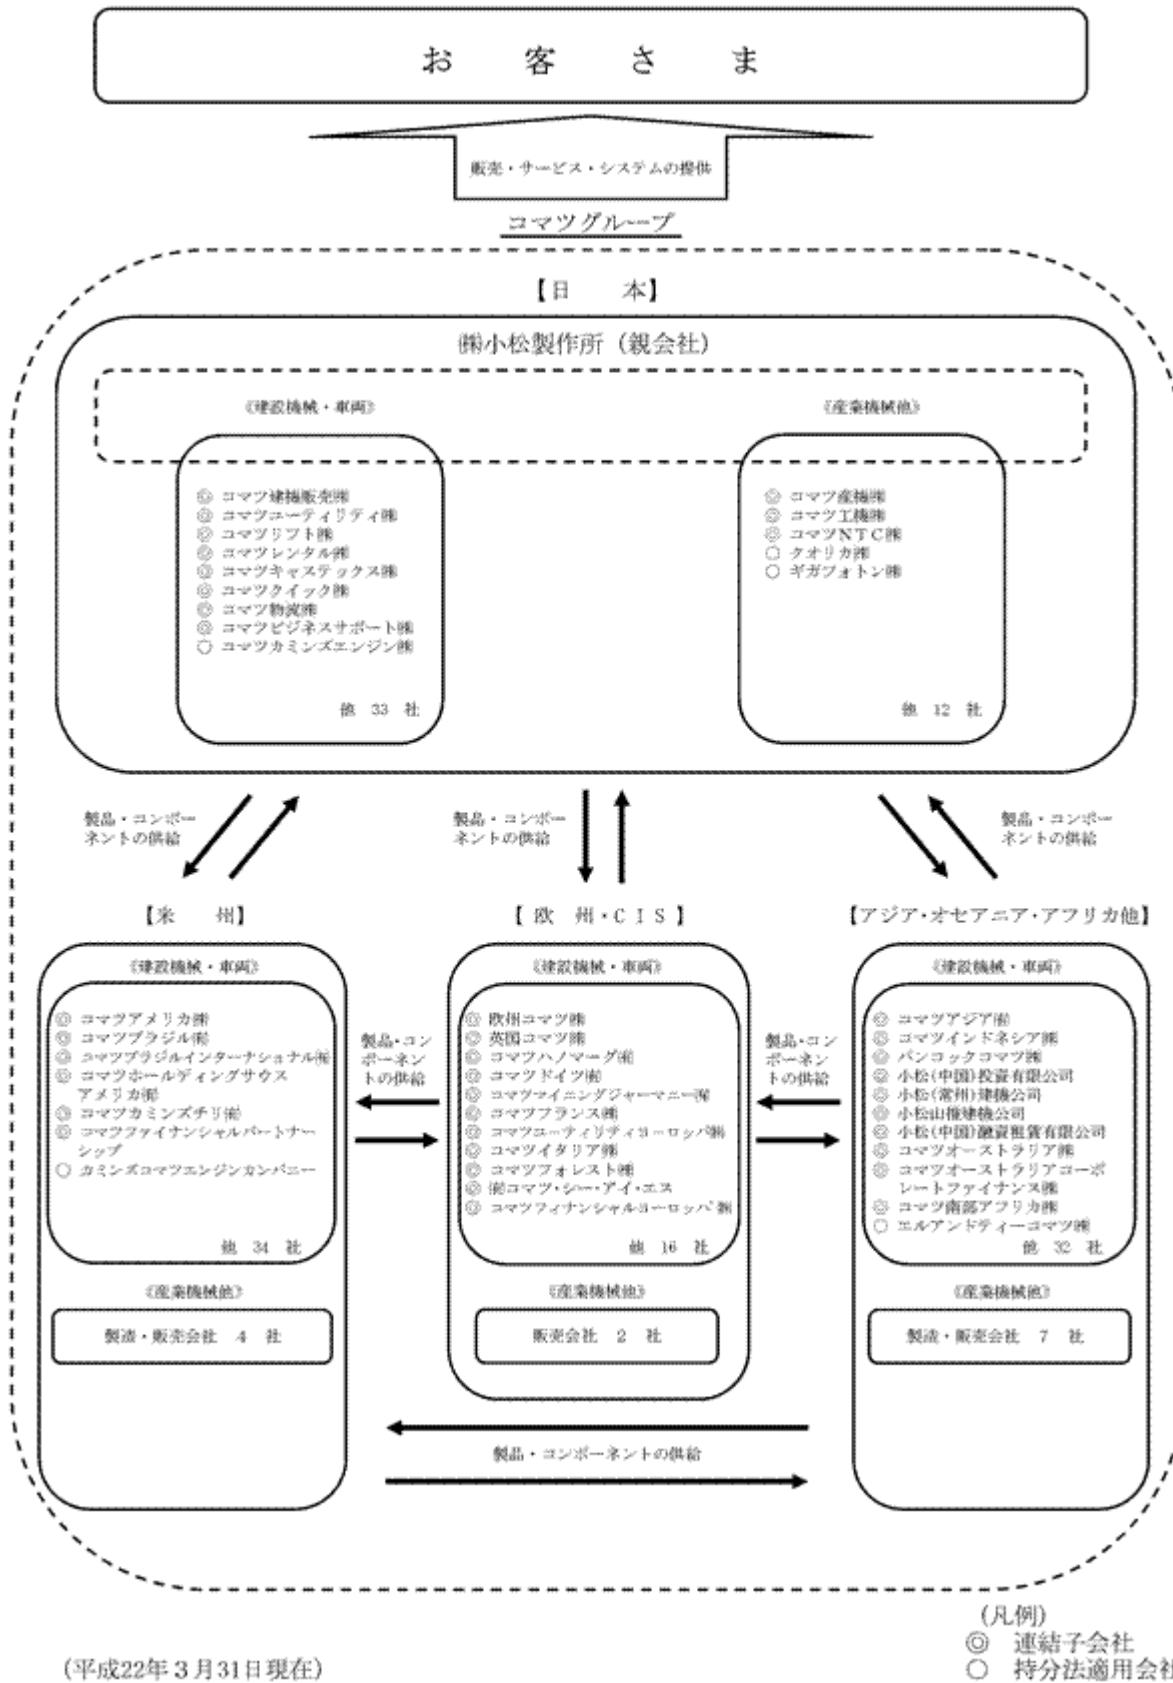 お客さま
販売・サービス・システムの提供
コマツグループ
【日　本】
㈱小松製作所（親会社）
《建設機械・車両》
◎ コマツ建機販売㈱
◎ コマツユーティリティ㈱
◎ コマツリフト㈱
◎ コマツレンタル㈱
◎ コマツキャステックス㈱
◎ コマツクイック㈱
◎ コマツ物流㈱
◎ コマツビジネスサポート㈱
○ コマツカミンズエンジン㈱
他 33 社
《産業機械他》
◎ コマツ産機㈱
◎ コマツ工機㈱
◎ コマツNTC㈱
○ クオリカ㈱
○ ギガフォトン㈱
他 12 社
製品・コンポー
ネントの供給
製品・コンポー
ネントの供給
製品・コンポー
ネントの供給
【米　州】
《建設機械・車両》
◎ コマツアメリカ㈱
◎ コマツブラジル㈲
◎ コマツブラジルインターナショナル㈲
◎ コマツホールディングサウス
アメリカ㈲
◎ コマツカミンズチリ㈲
◎ コマツファイナンシャルパートナー
シップ
○ カミンズコマツエンジンカンパニー
他 34 社
《産業機械他》
製造・販売会社 4 社
製品・コン
ポーネン
トの供給
【欧　州・CIS】
《建設機械・車両》
◎ 欧州コマツ㈱
◎ 英国コマツ㈱
◎ コマツハノマーグ㈲
◎ コマツドイツ㈲
◎ コマツマイニングジャーマニー㈲
◎ コマツフランス㈱
◎ コマツユーティリティヨーロッパ㈱
◎ コマツイタリア㈱
◎ コマツフォレスト㈱
◎ ㈲コマツ・シー・アイ・エス
◎ コマツフィナンシャルヨーロッパ㈱
他 16 社
《産業機械他》
販売会社 2 社
製品・コン
ポーネン
トの供給
【アジア・オセアニア・アフリカ他】
《建設機械・車両》
◎ コマツアジア㈲
◎ コマツインドネシア㈱
◎ バンコックコマツ㈱
◎ 小松(中国)投資有限公司
◎ 小松(常州)建機公司
◎ 小松山推建機公司
◎ 小松(中国)融資租賃有限公司
◎ コマツオーストラリア㈱
◎ コマツオーストラリアコーポ
レートファイナンス㈱
◎ コマツ南部アフリカ㈱
○ エルアンドティーコマツ㈱
他 32 社
《産業機械他》
製造・販売会社 7 社
製品・コンポーネントの供給
(凡例)
◎ 連結子会社
○ 持分法適用会社
(平成22年３月31日現在)